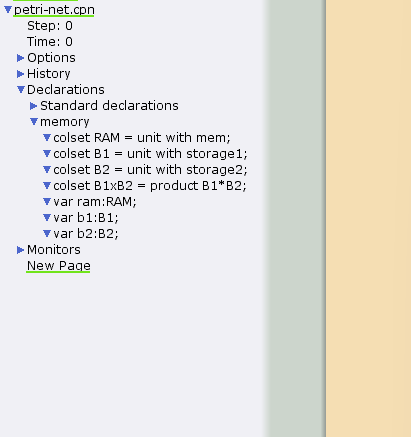 petri-net.cpn
Step: 0
Time: 0
Options
History
Declarations
Standard declarations
memory
colset RAM = unit with mem;
colset B1 = unit with storage1;
colset B2 = unit with storage2;
colset B1xB2 = product B1*B2;
var ram:RAM;
var b1:B1;
var b2:B2;
Monitors
New Page